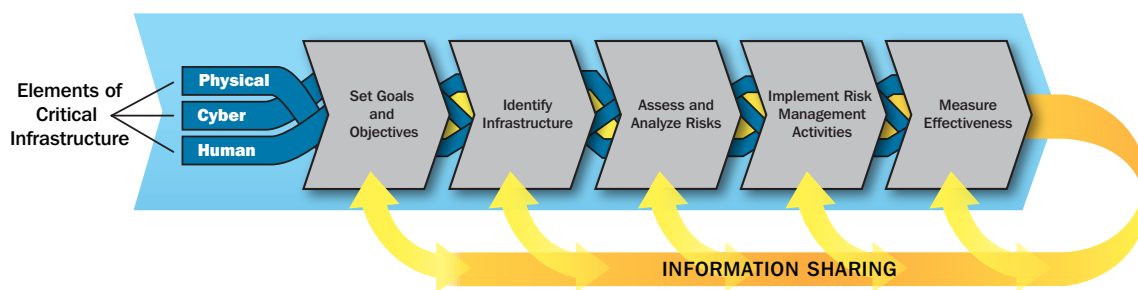 Elements of
Critical
Infrastructure
Physical
Cyber
Human
Set Goals
and
Objectives
Identify
Infrastructure
Assess and
Analyze Risks
Implement Risk
Management
Activities
Measure
Effectiveness
INFORMATION SHARING